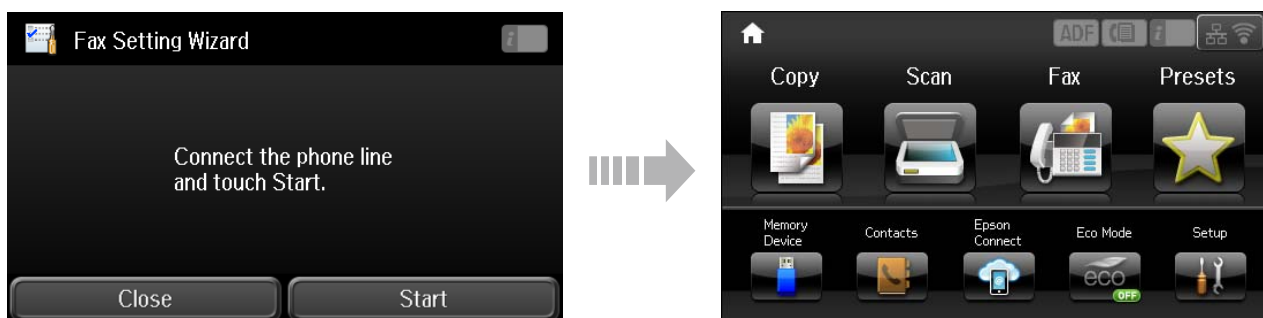 Fax Setting Wizard
i
Connect the phone line
and touch Start.
Close
Start
ADF
i
Copy
Scan
Fax
Presets
Memory
Device
Contacts
Epson
Connect
Eco Mode
Setup
eco
OFF